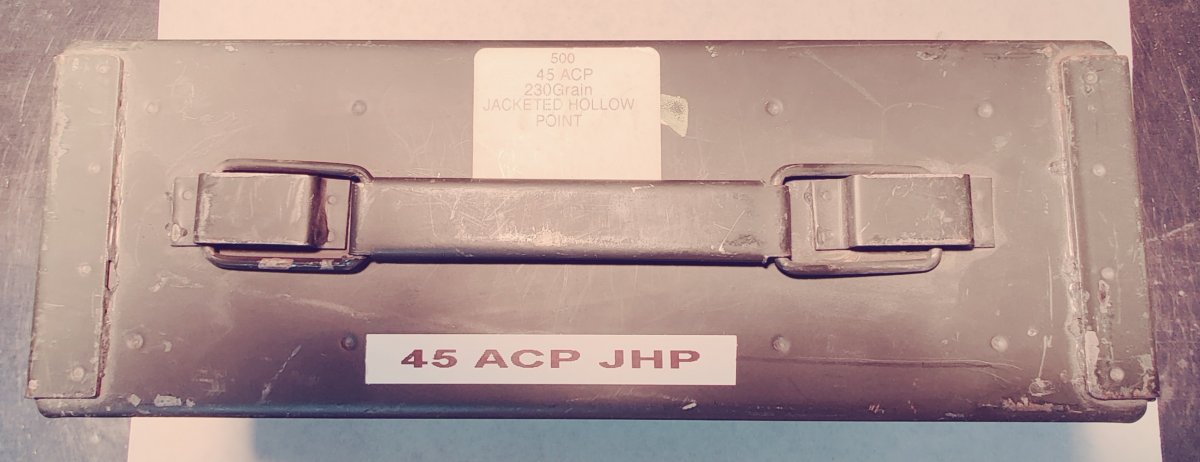 500
45 ACP
230Grain
JACKETED HOLLOW
POINT
45 ACP JHP